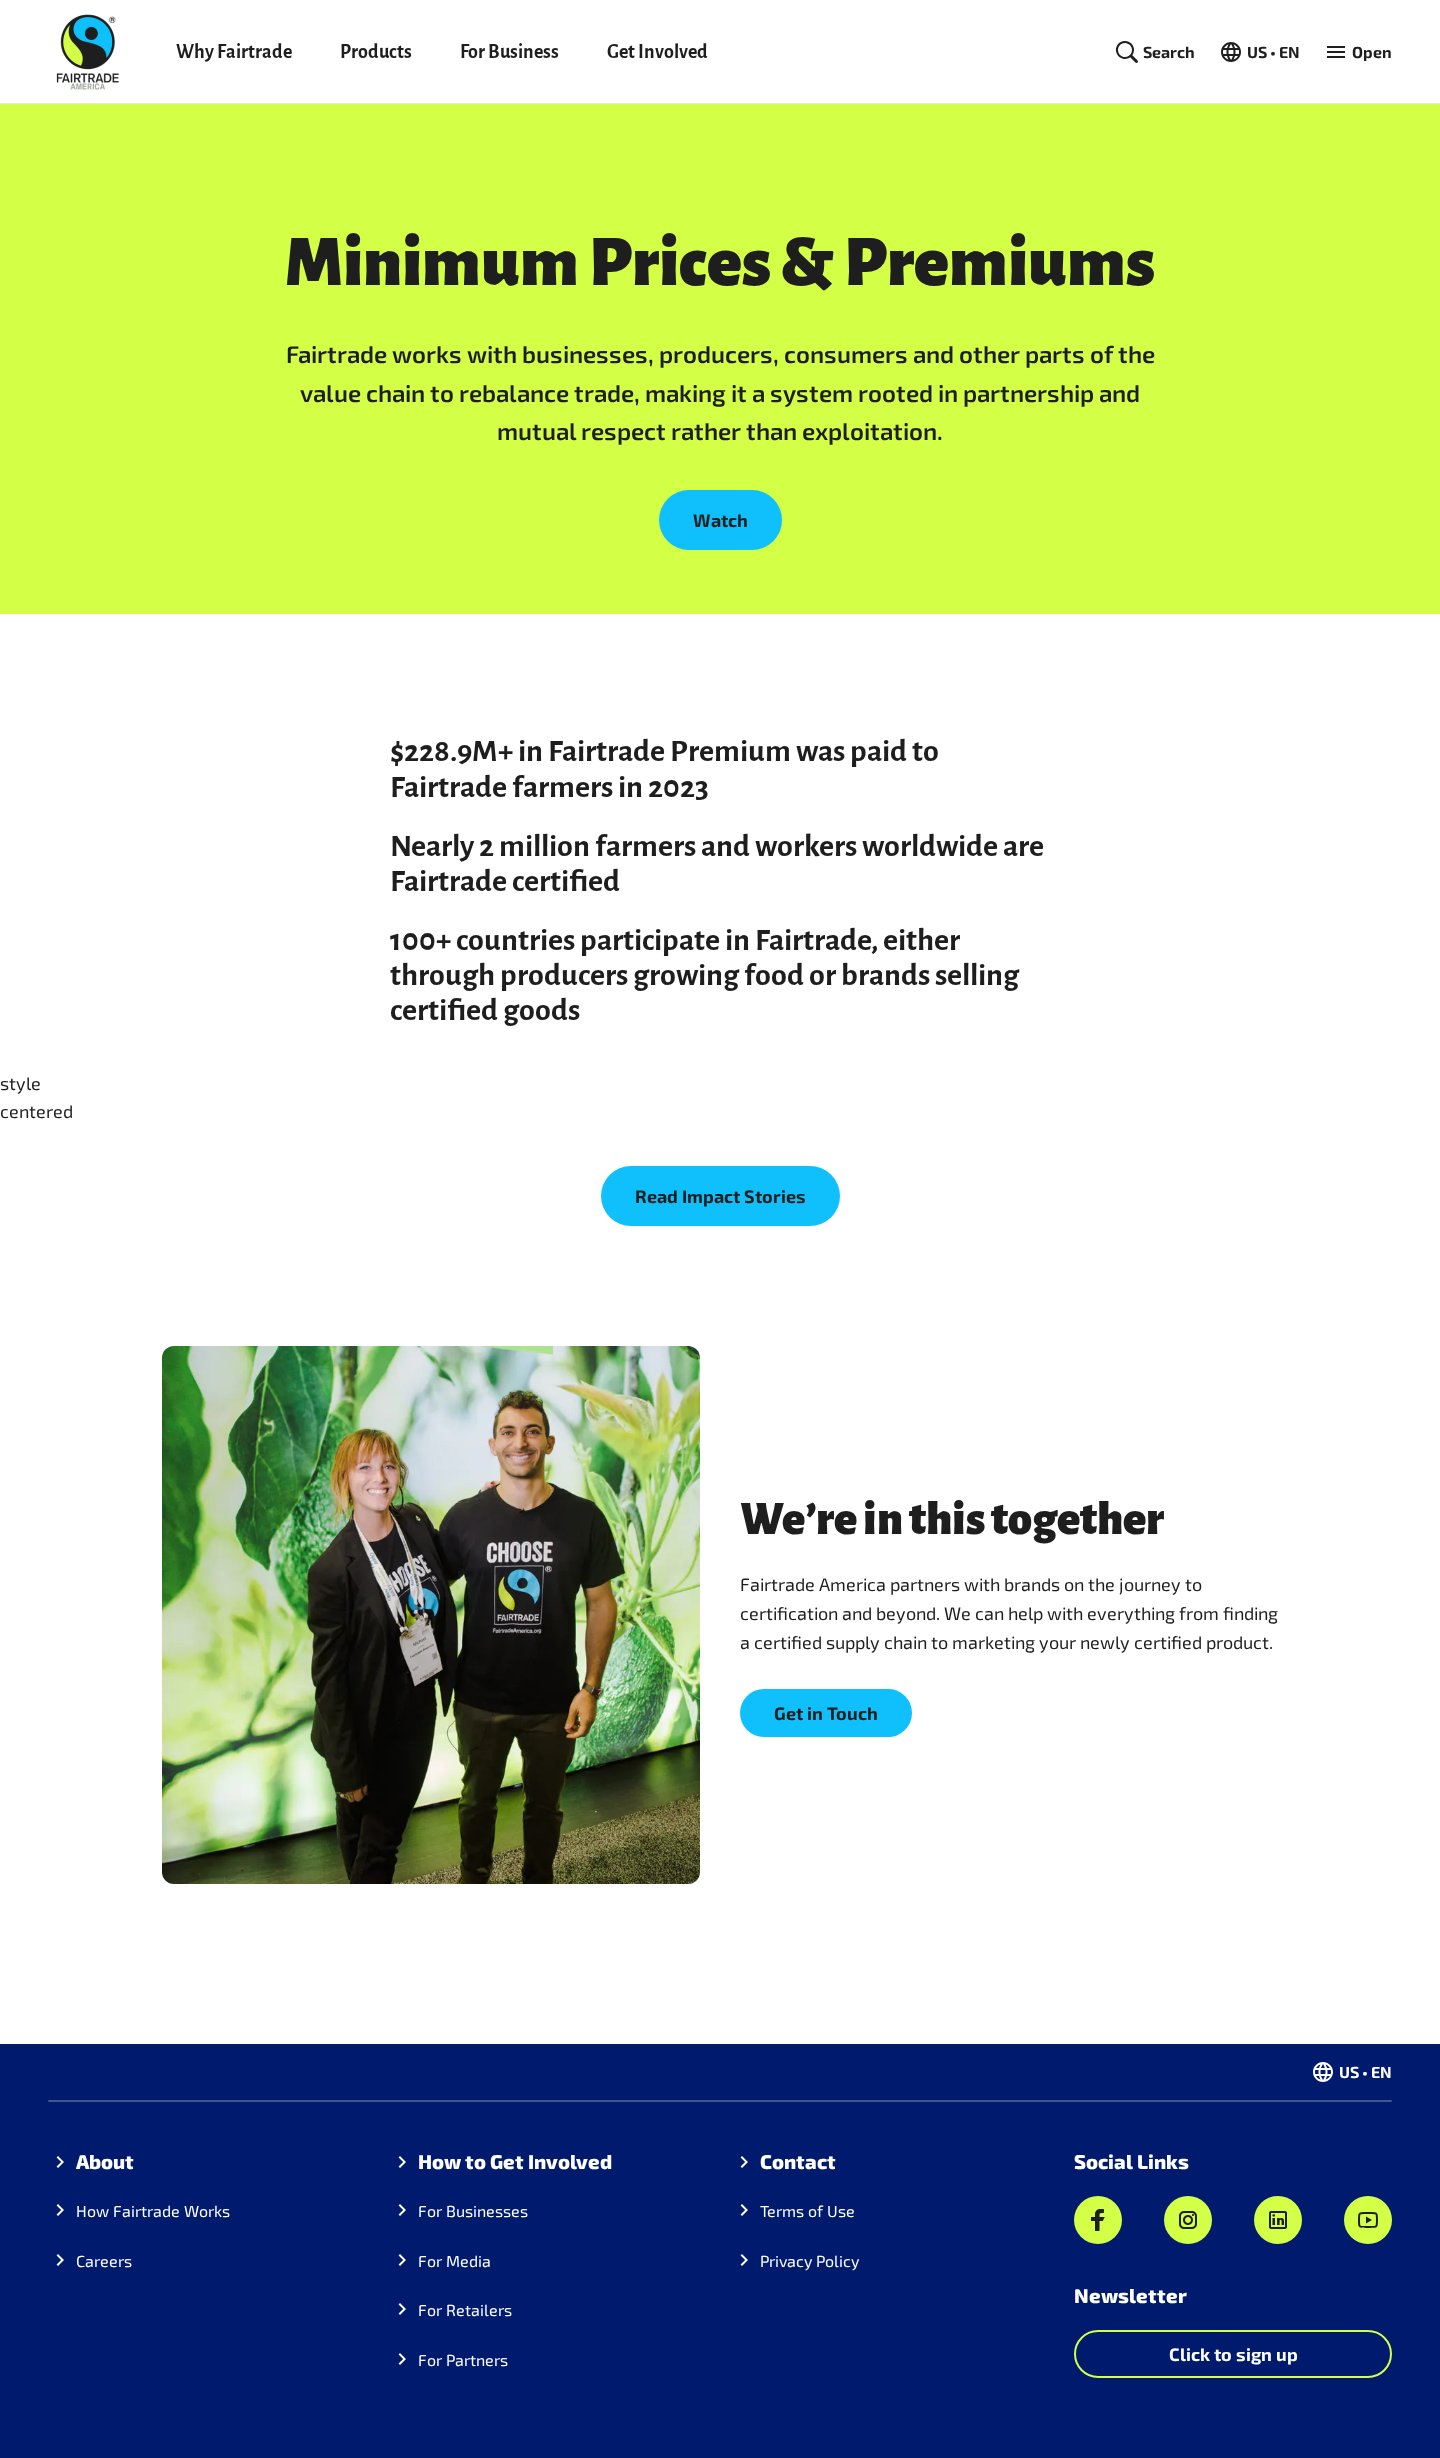 FAIRTRADE
AMERICA
Why Fairtrade
Products
For Business
Get Involved
Search
US • EN
Open
Minimum Prices & Premiums
Fairtrade works with businesses, producers, consumers and other parts of the
value chain to rebalance trade, making it a system rooted in partnership and
mutual respect rather than exploitation.
Watch
$228.9M+ in Fairtrade Premium was paid to
Fairtrade farmers in 2023
Nearly 2 million farmers and workers worldwide are
Fairtrade certified
100+ countries participate in Fairtrade, either
through producers growing food or brands selling
certified goods
style
centered
Read Impact Stories
CHOOSE
FAIRTRADE
FairtradeAmerica.org
We’re in this together
Fairtrade America partners with brands on the journey to
certification and beyond. We can help with everything from finding
a certified supply chain to marketing your newly certified product.
Get in Touch
US • EN
About
How Fairtrade Works
Careers
How to Get Involved
For Businesses
For Media
For Retailers
For Partners
Contact
Terms of Use
Privacy Policy
Social Links
Newsletter
Click to sign up